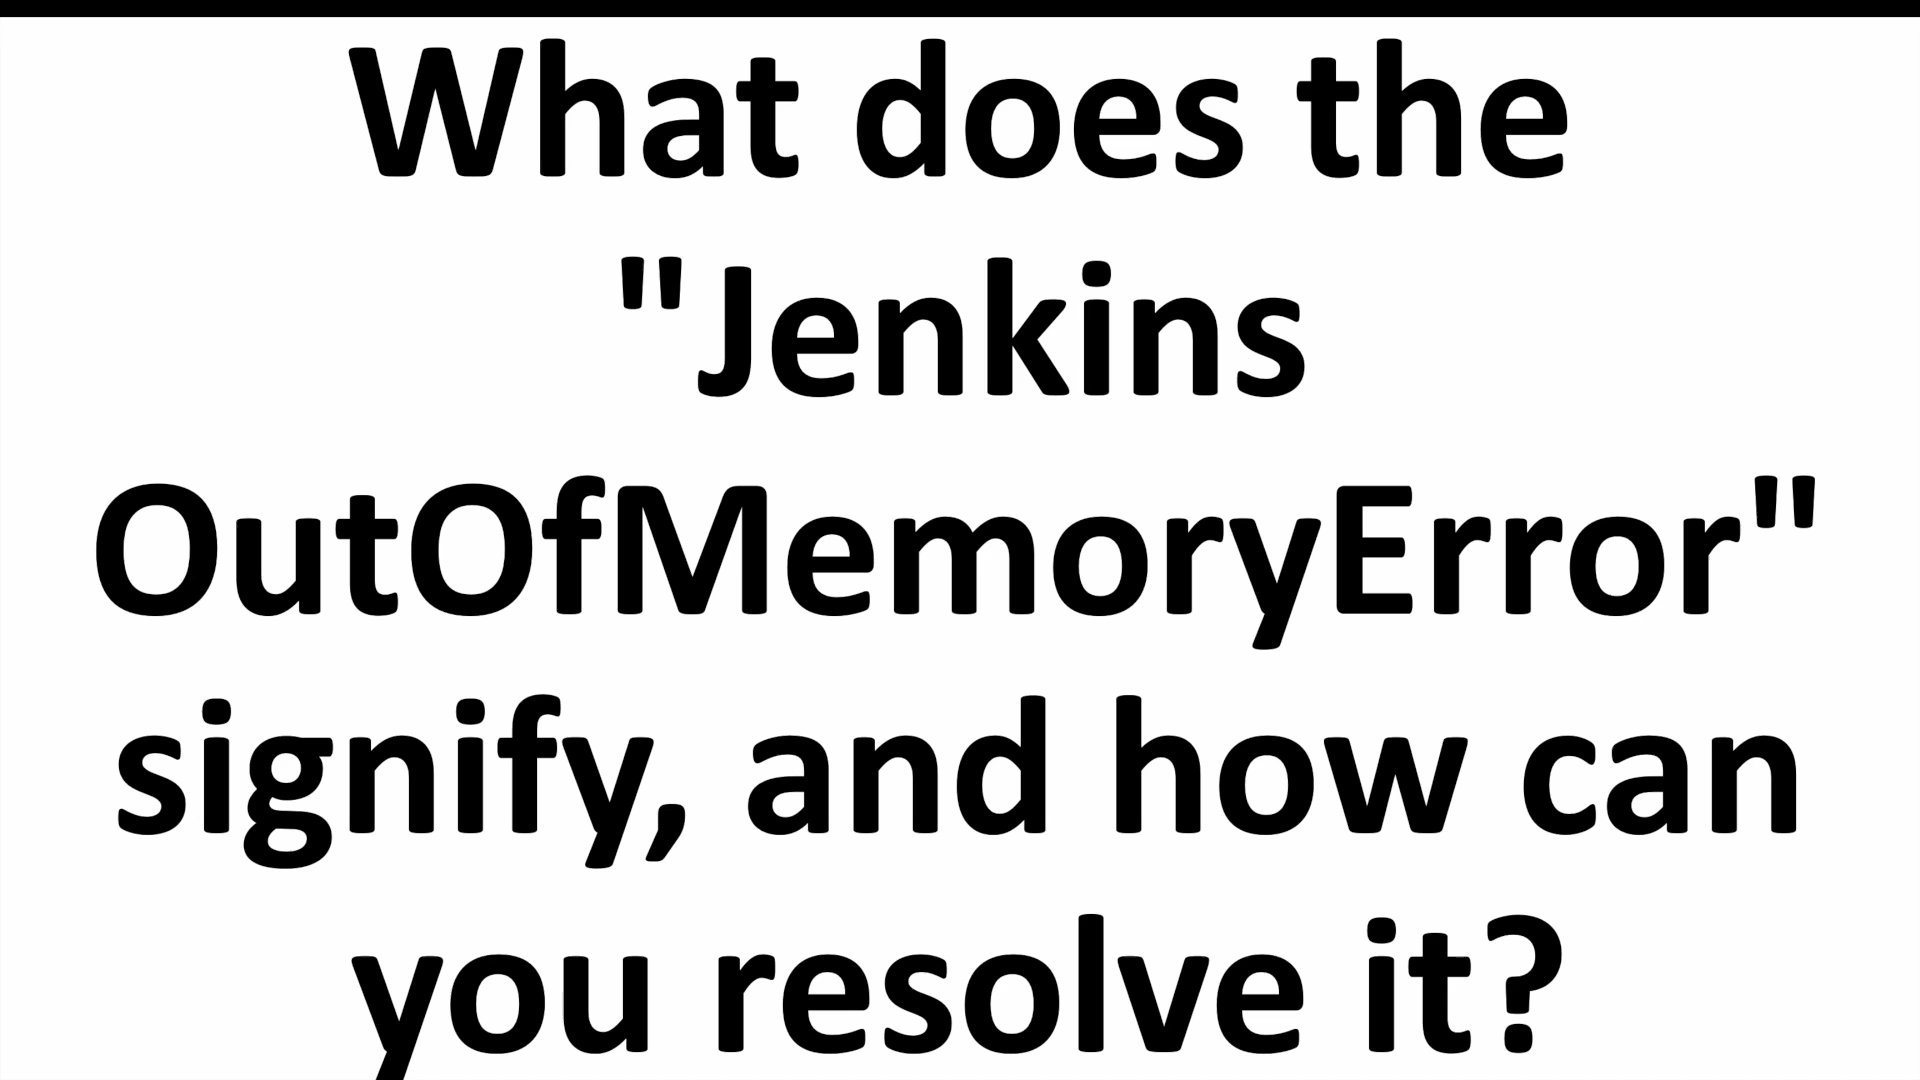 What does the
"Jenkins
OutOfMemoryError"
signify, and how can
you resolve it?